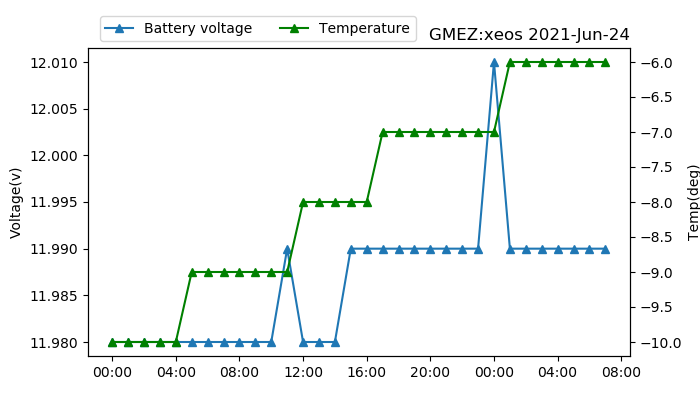 Battery voltage
Temperature
GMEZ:xeos 2021-Jun-24
Voltage(v)
12.010
12.005
12.000
11.995
11.990
11.985
11.980
−6.0
−6.5
−7.0
−7.5
−8.0
−8.5
−9.0
−9.5
−10.0
Temp(deg)
00:00 04:00 08:00 12:00 16:00 20:00 00:00 04:00 08:00